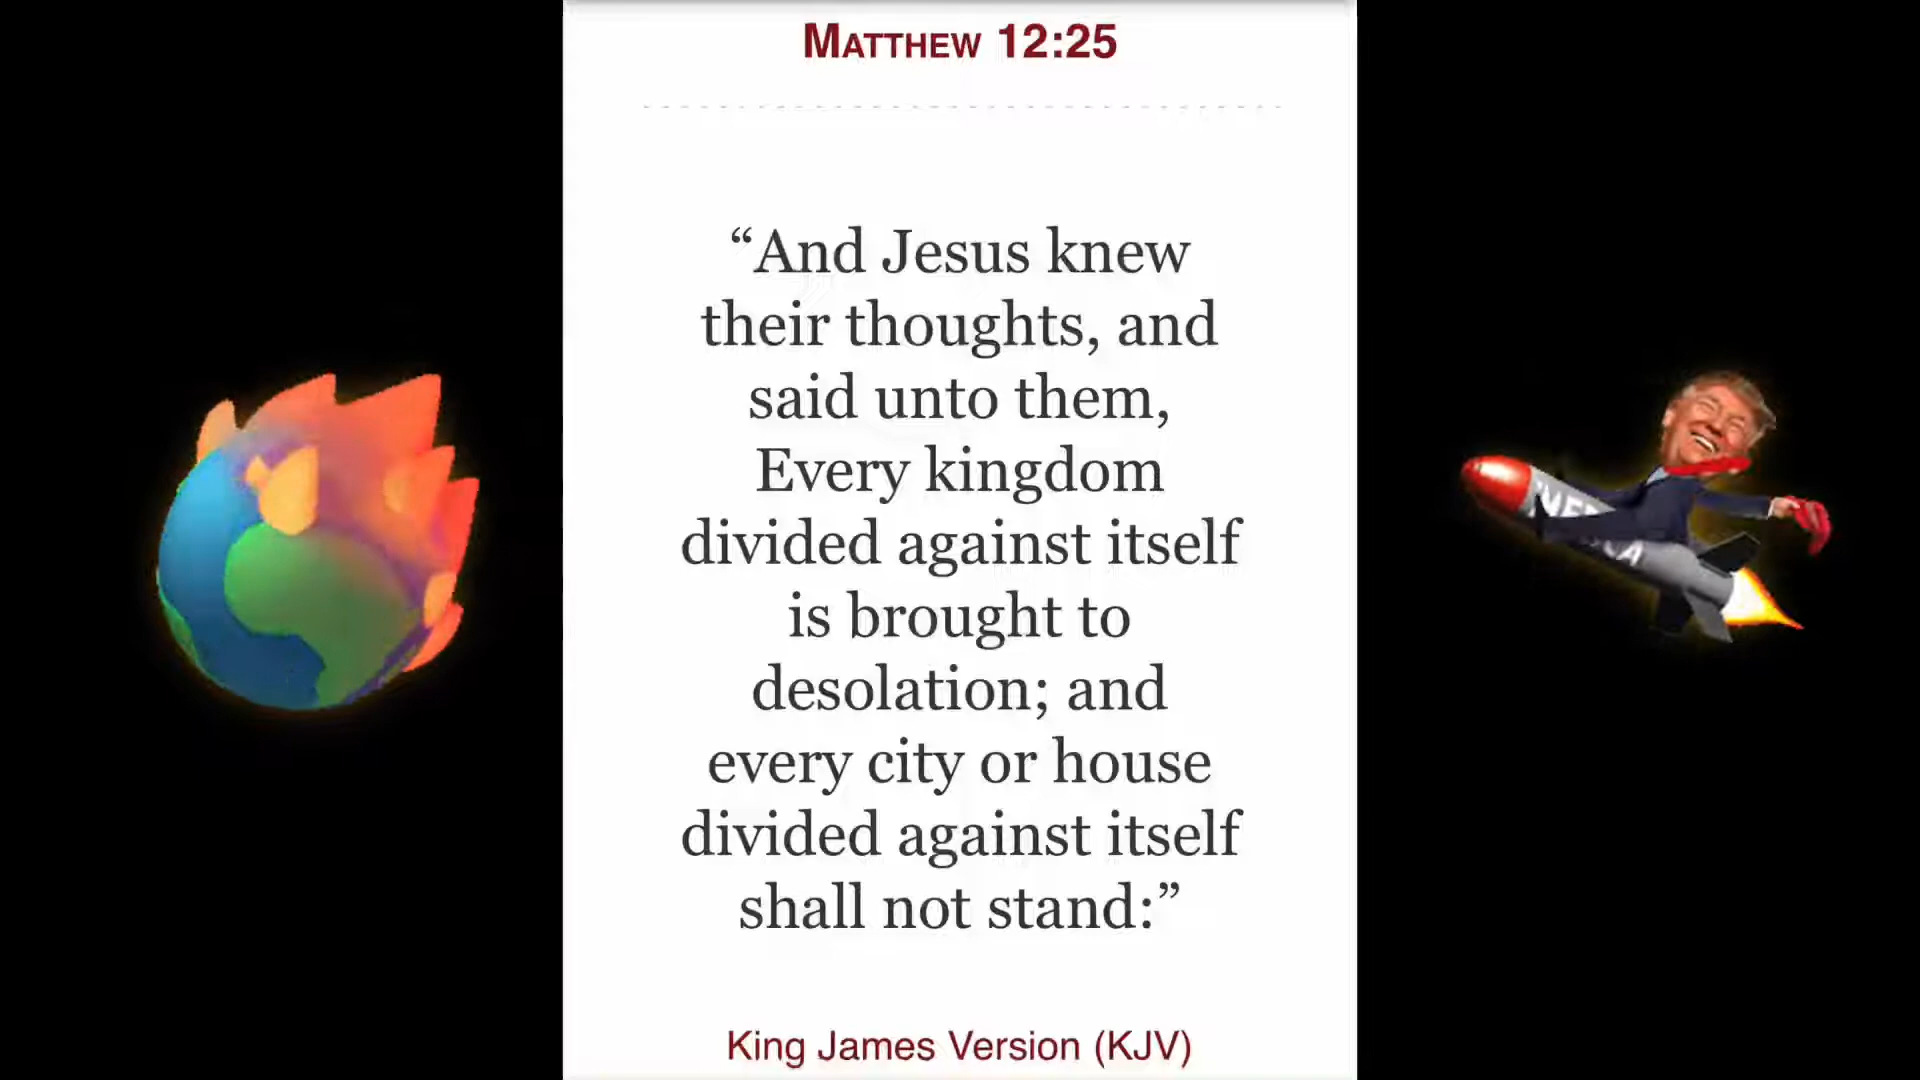 MATTHEW 12:25
“And Jesus knew
their thoughts, and
said unto them,
Every kingdom
divided against itself
is brought to
desolation; and
every city or house
divided against itself
shall not stand:”
King James Version (KJV)